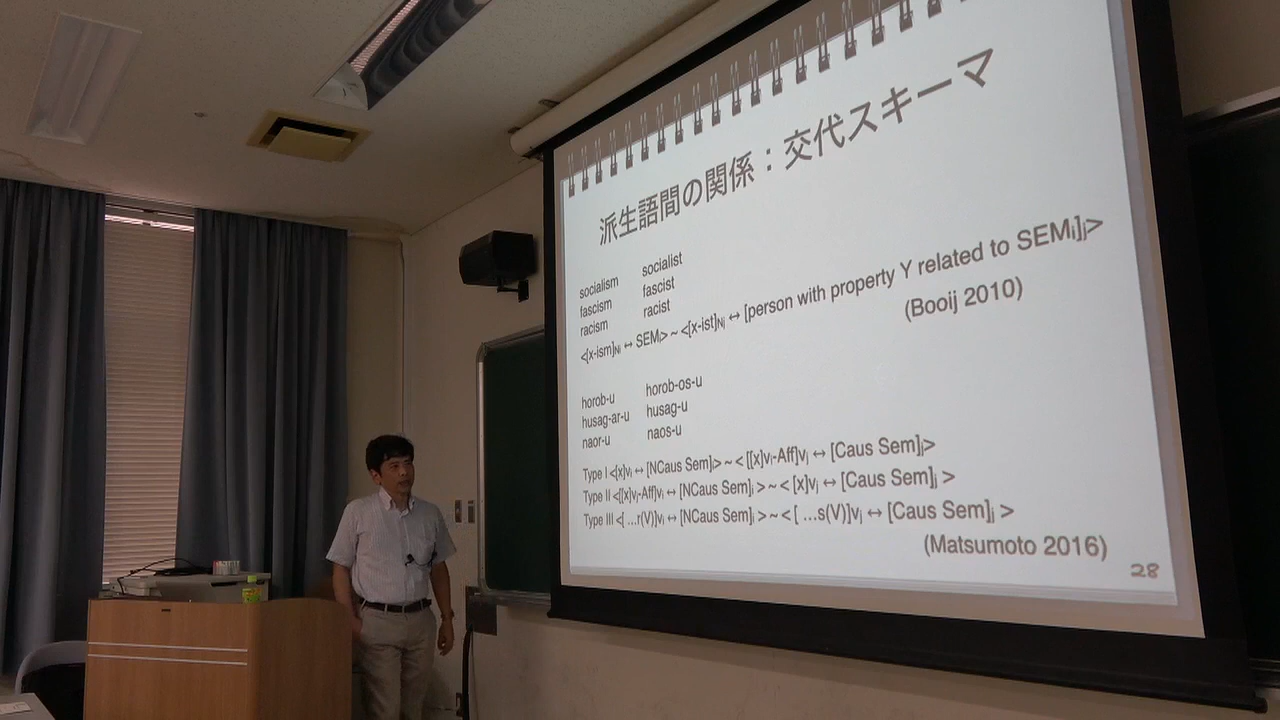 派生語間の関係：交代スキーマ
socialism socialist
fascism fascist
racism racist
<[x-ism]Ni ↔ SEMi> ~ <[x-ist]Nj ↔ [person with property Y related to SEMi]j>
(Booij 2010)
horob-u horob-os-u
husag-ar-u husag-u
naor-u naos-u
Type I <[x]vi ↔ [NCaus Sem]i> ~ < [[x]vi-Aff]vj ↔ [Caus Sem]j>
Type II <[[x]vj-Aff]vi ↔ [NCaus Sem]i > ~ < [x]vj ↔ [Caus Sem]j >
Type III <[ ...r(V)]vi ↔ [NCaus Sem]i > ~ < [ ...s(V)]vj ↔ [Caus Sem]j >
(Matsumoto 2016)
28